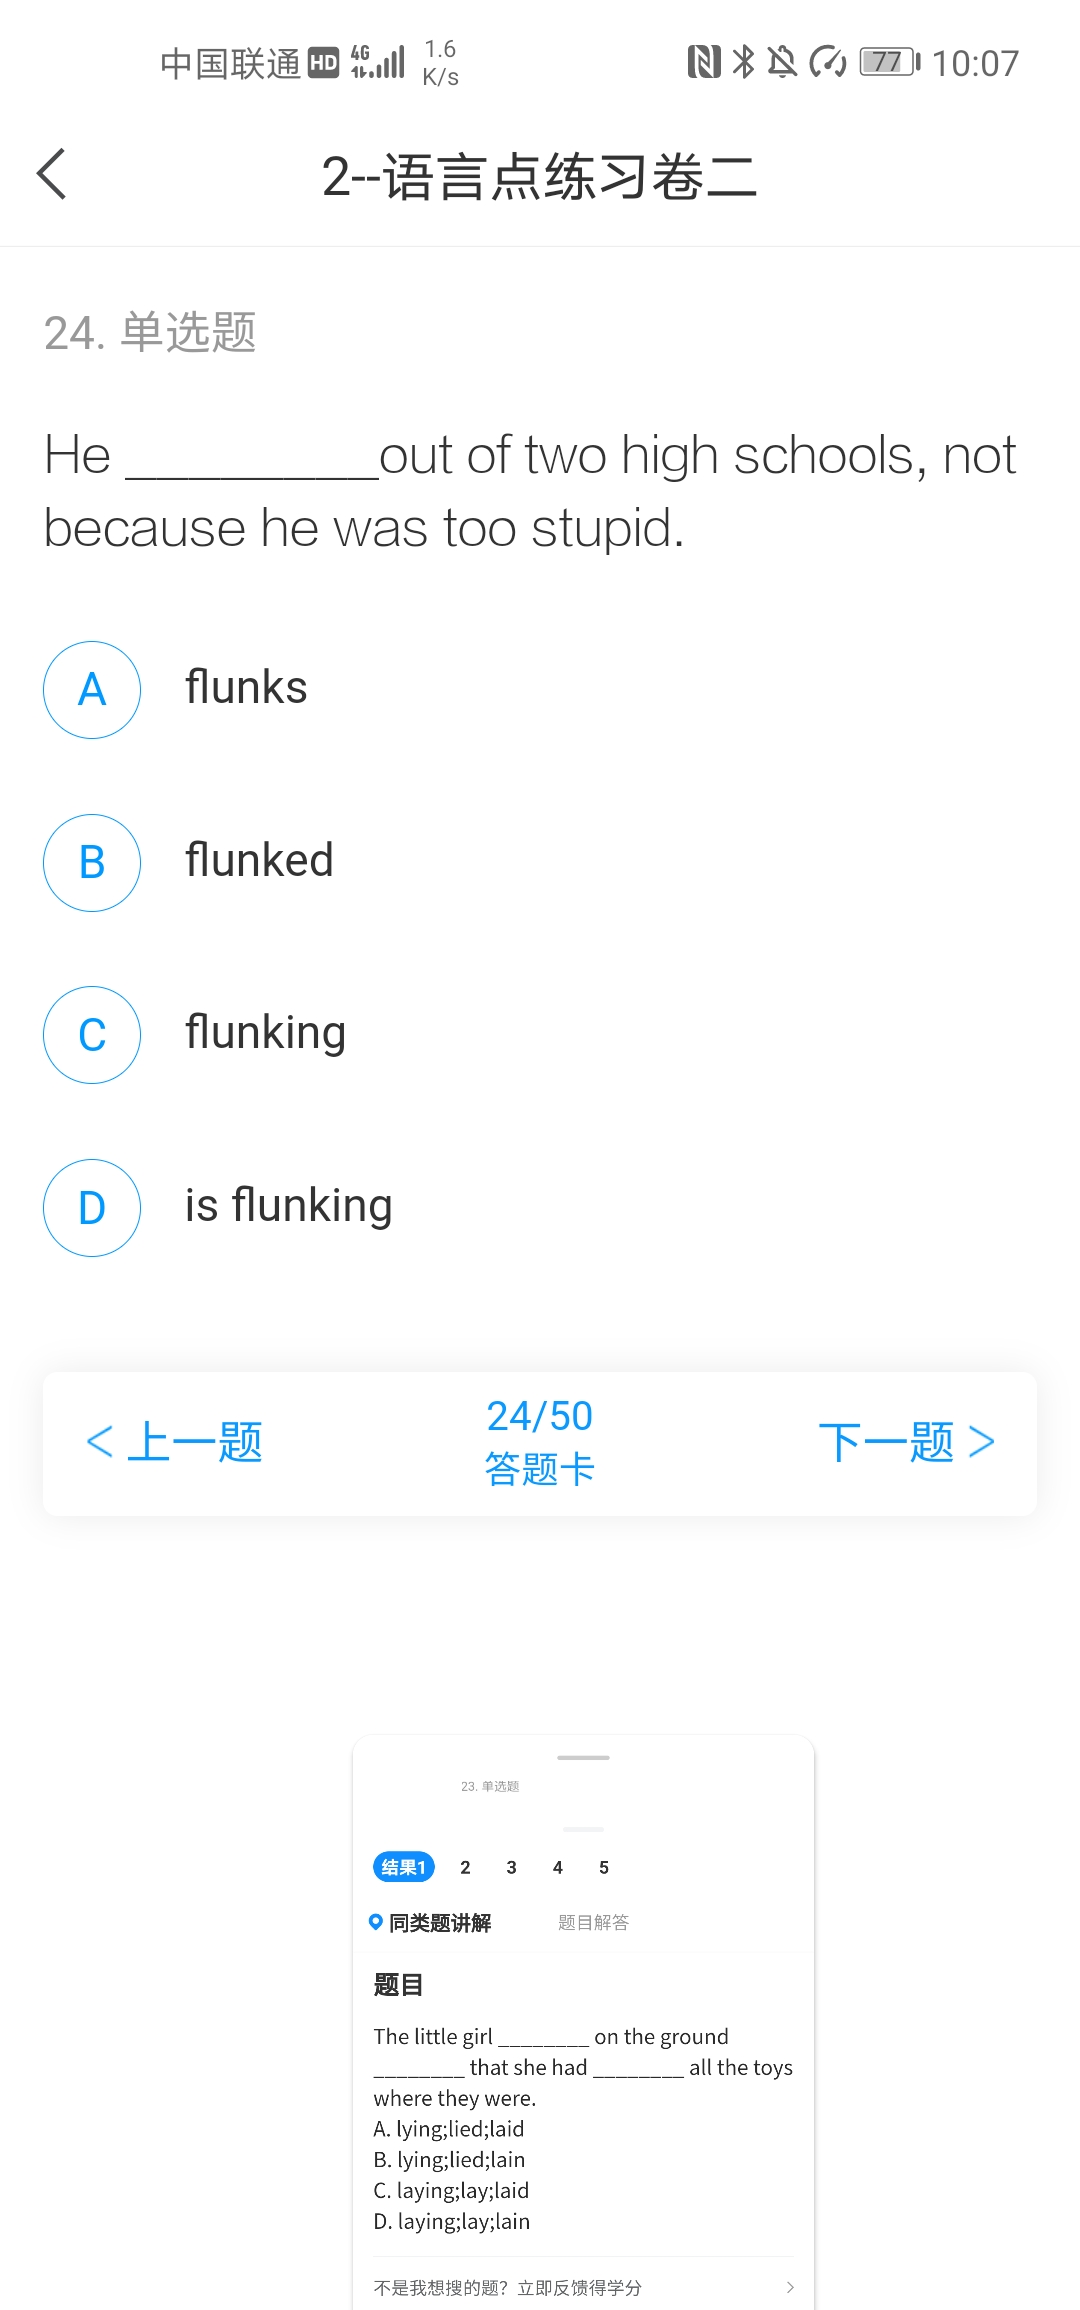 中国联通 HD 4G 1.6 K/s 77 10:07
2--语言点练习卷二
24. 单选题
He ________out of two high schools, not
because he was too stupid.
A flunks
B flunked
C flunking
D is flunking
< 上一题 24/50 答题卡 下一题 >
23. 单选题
结果1 2 3 4 5
同类题讲解 题目解答
题目
The little girl ________ on the ground
________ that she had ________ all the toys
where they were.
A. lying;lied;laid
B. lying;lied;lain
C. laying;lay;laid
D. laying;lay;lain
不是我想搜的题？立即反馈得学分 >